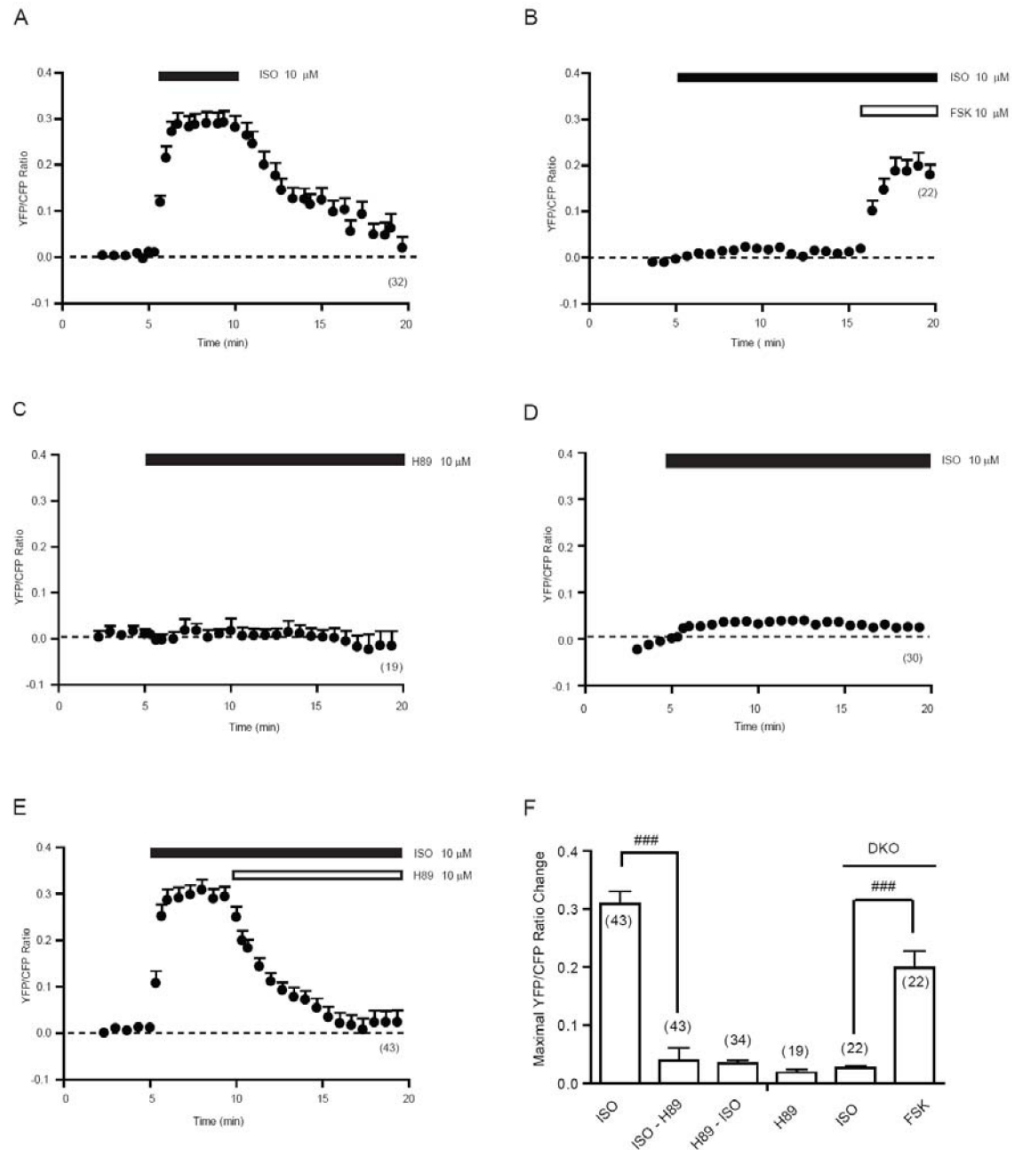 A
0.4
0.3
0.2
0.1
0.0
-0.1
YFP/CFP Ratio
ISO 10 µM
(32)
0
5
10
15
20
Time (min)
B
0.4
0.3
0.2
0.1
0.0
-0.1
YFP/CFP Ratio
ISO 10 µM
FSK 10 µM
(22)
0
5
10
15
20
Time ( min)
C
0.4
0.3
0.2
0.1
0.0
-0.1
YFP/CFP Ratio
H89 10 µM
(19)
0
5
10
15
20
Time (min)
D
0.4
0.3
0.2
0.1
0.0
-0.1
YFP/CFP Ratio
ISO 10 µM
(30)
0
5
10
15
20
Time (min)
E
0.4
0.3
0.2
0.1
0.0
-0.1
YFP/CFP Ratio
ISO 10 µM
H89 10 µM
(43)
0
5
10
15
20
Time (min)
F
Maximal YFP/CFP Ratio Change
0.4
0.3
0.2
0.1
0.0
DKO
###
###
(43)
(43)
(34)
(19)
(22)
(22)
ISO
ISO - H89
H89 - ISO
H89
ISO
FSK